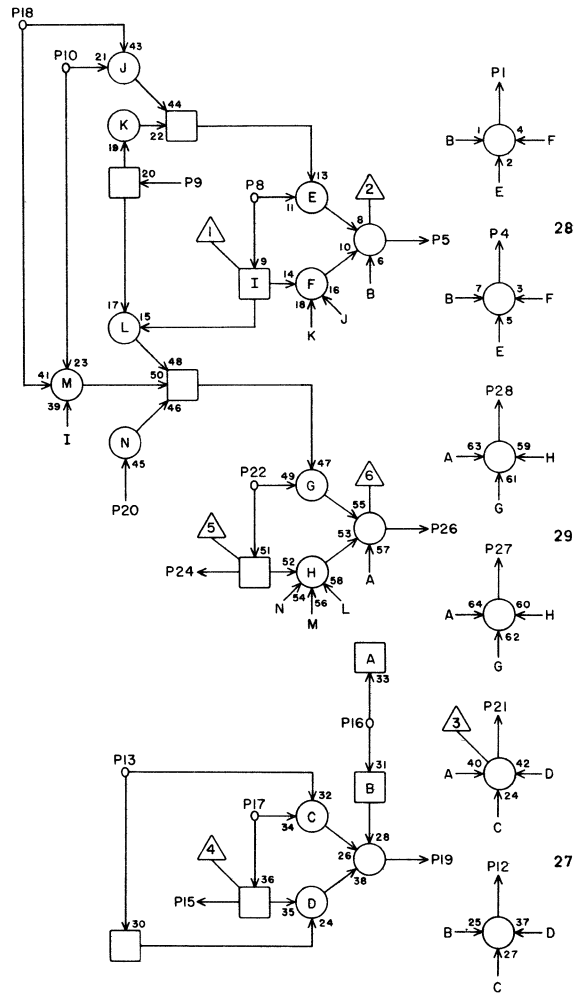 P18
43
P10 21 J
44
K 22
19
20 P9
P8 13 2
11 E 8
1 9 10 P5
I 14 F 16 6
18 J B
K
17 15
L
48
23 50
41 M
39 46
I N
45
P20
P22 47 6
49 G 55
5 53 P26
51 52 57
P24 H 58 A
N 54 56 L
M
A
33
P16
31
P13 B
32
P17 C 28
34 26 P19
4 38
36
P15 35 D
24
30
P1
B 1 4 F
2
E
28
P4
B 7 3 F
5
E
P28
A 63 59 H
61
G
29
P27
A 64 60 H
62
G
P21
3
A 40 42 D
24
C
27
P12
B 25 37 D
27
C